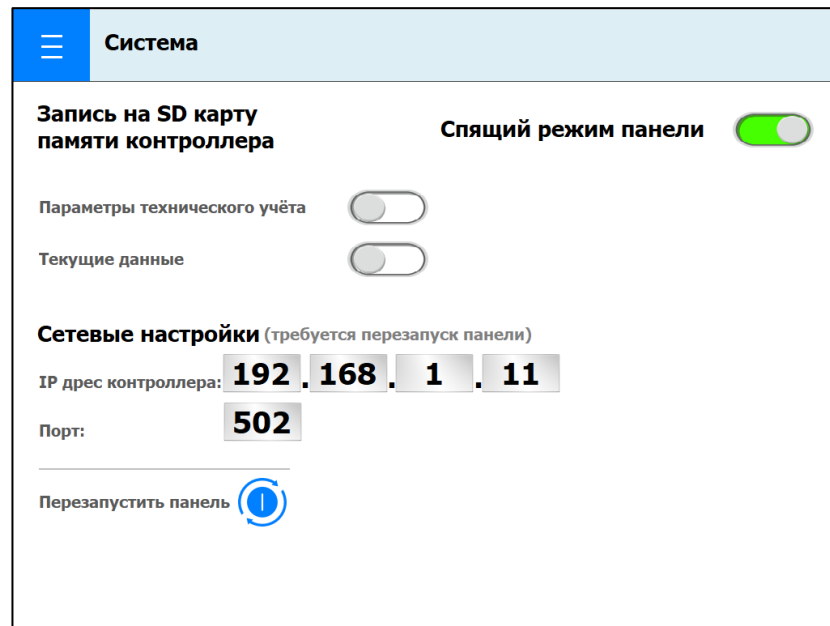 Система
Запись на SD карту
памяти контроллера
Спящий режим панели
Параметры технического учёта
Текущие данные
Сетевые настройки (требуется перезапуск панели)
IP дрес контроллера: 192 . 168 . 1 . 11
Порт: 502
Перезапустить панель